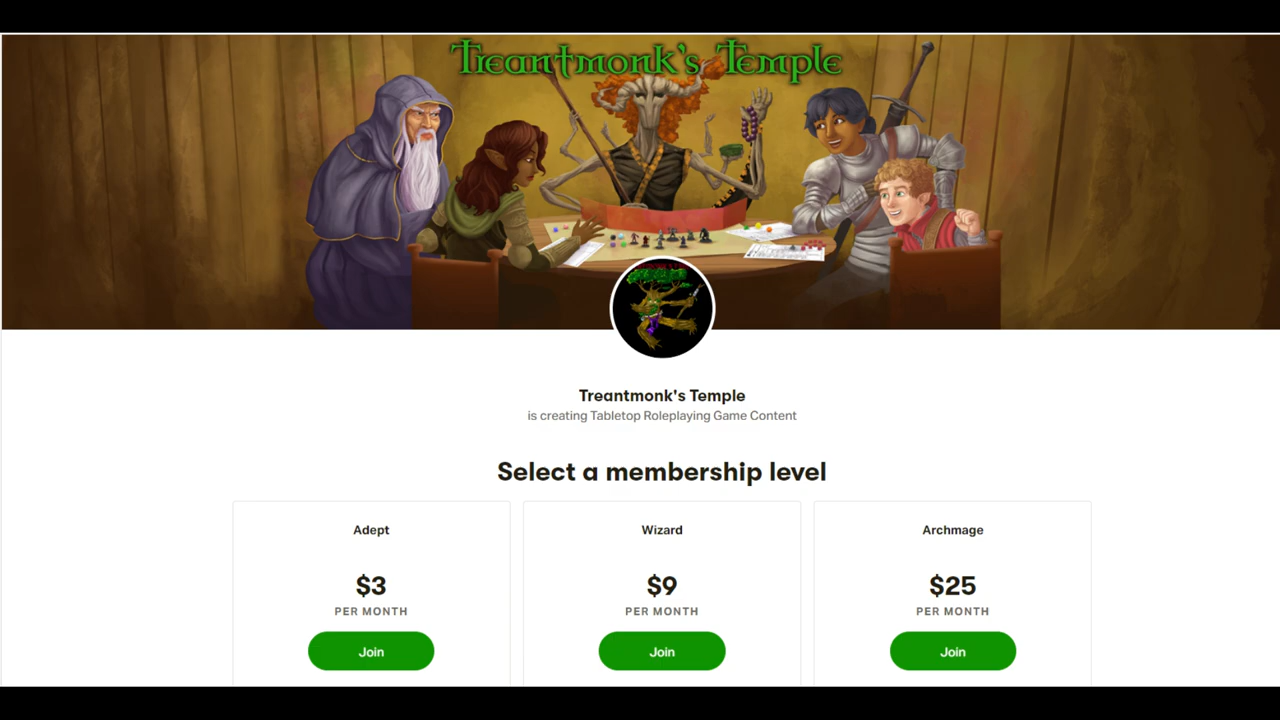 Treantmonk's Temple
Treantmonk's Temple
is creating Tabletop Roleplaying Game Content
Select a membership level
Adept
Wizard
Archmage
$3
$9
$25
PER MONTH
PER MONTH
PER MONTH
Join
Join
Join